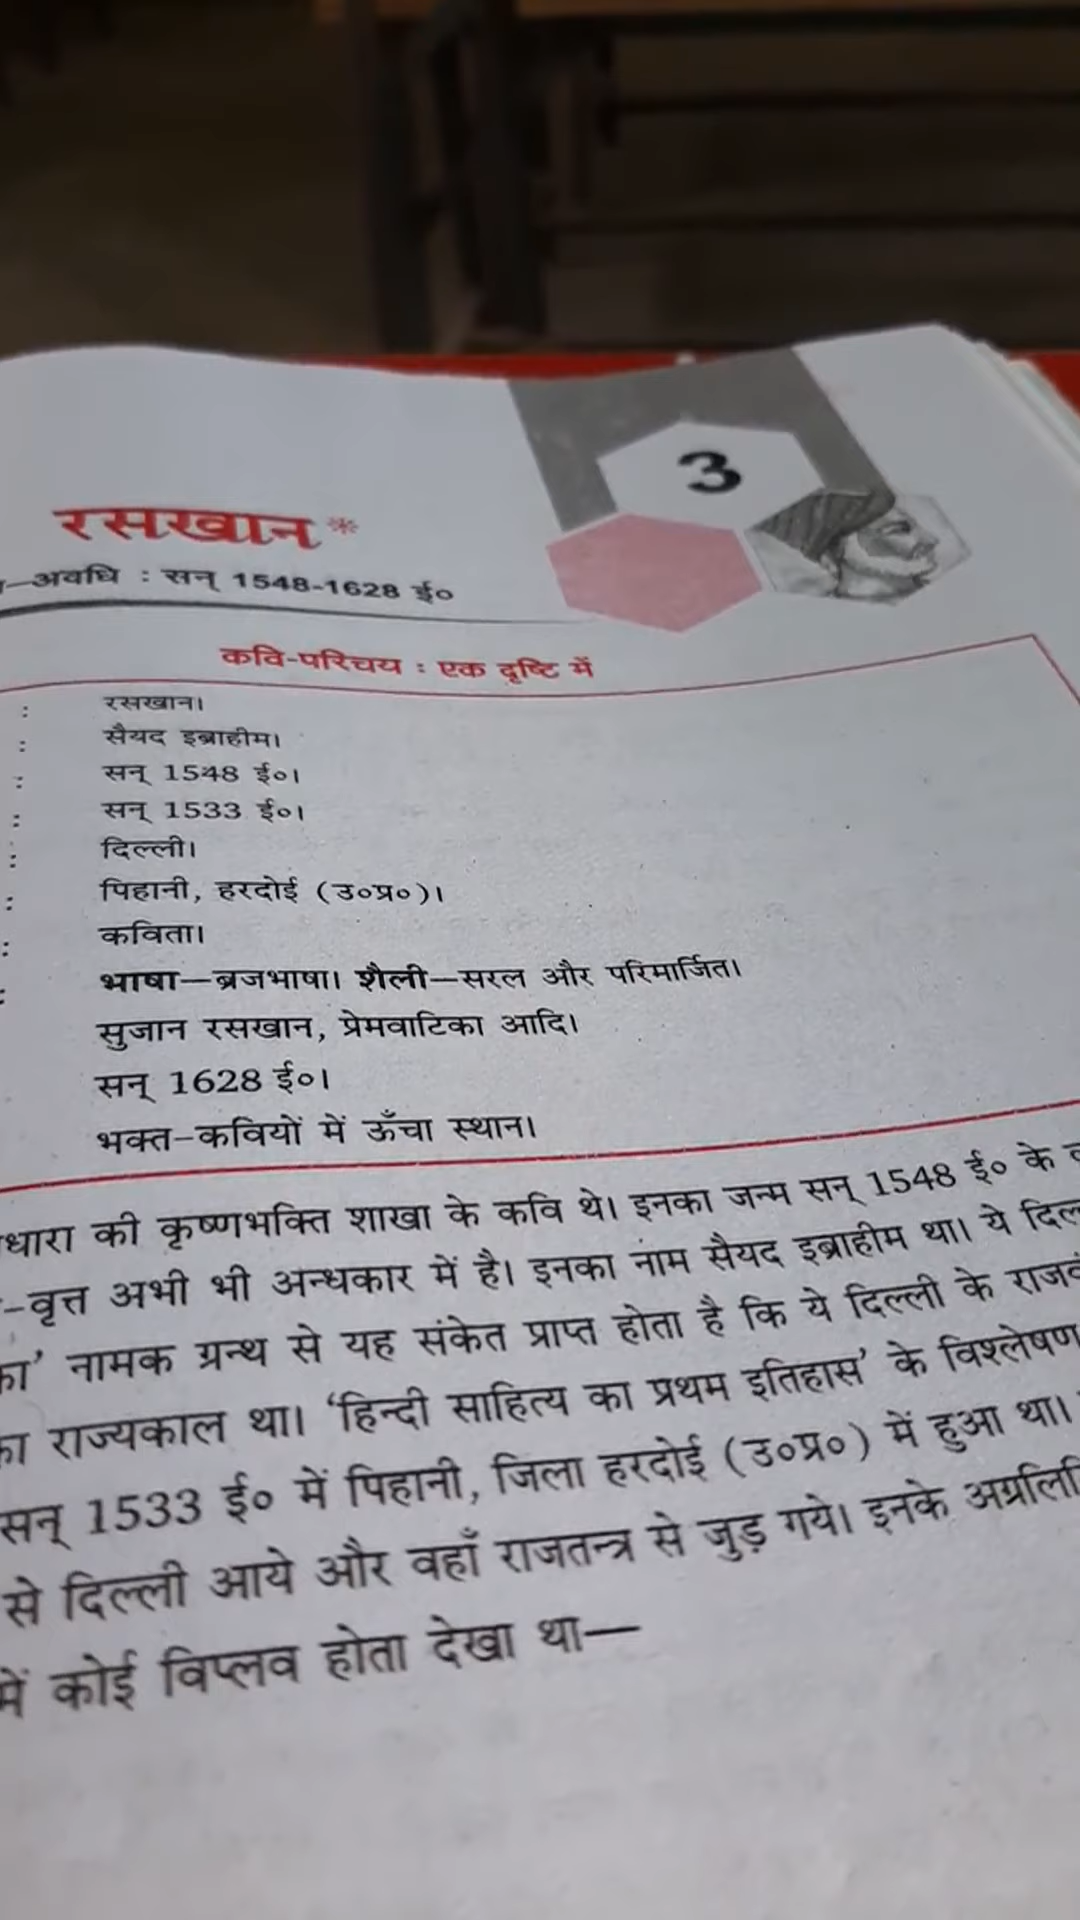 3
रसखान*
–अवधि : सन् 1548-1628 ई०
कवि-परिचय : एक दृष्टि में
: रसखान।
: सैयद इब्राहीम।
: सन् 1548 ई०।
: सन् 1533 ई०।
: दिल्ली।
: पिहानी, हरदोई (उ०प्र०)।
: कविता।
: भाषा—ब्रजभाषा। शैली—सरल और परिमार्जित।
सुजान रसखान, प्रेमवाटिका आदि।
सन् 1628 ई०।
भक्त-कवियों में ऊँचा स्थान।
धारा की कृष्णभक्ति शाखा के कवि थे। इनका जन्म सन् 1548 ई० के
-वृत्त अभी भी अन्धकार में है। इनका नाम सैयद इब्राहीम था। ये
का’ नामक ग्रन्थ से यह संकेत प्राप्त होता है कि ये दिल्ली के
का राज्यकाल था। ‘हिन्दी साहित्य का प्रथम इतिहास’ के विश्लेषण
सन् 1533 ई० में पिहानी, जिला हरदोई (उ०प्र०) में हुआ था।
से दिल्ली आये और वहाँ राजतन्त्र से जुड़ गये। इनके
में कोई विप्लव होता देखा था—